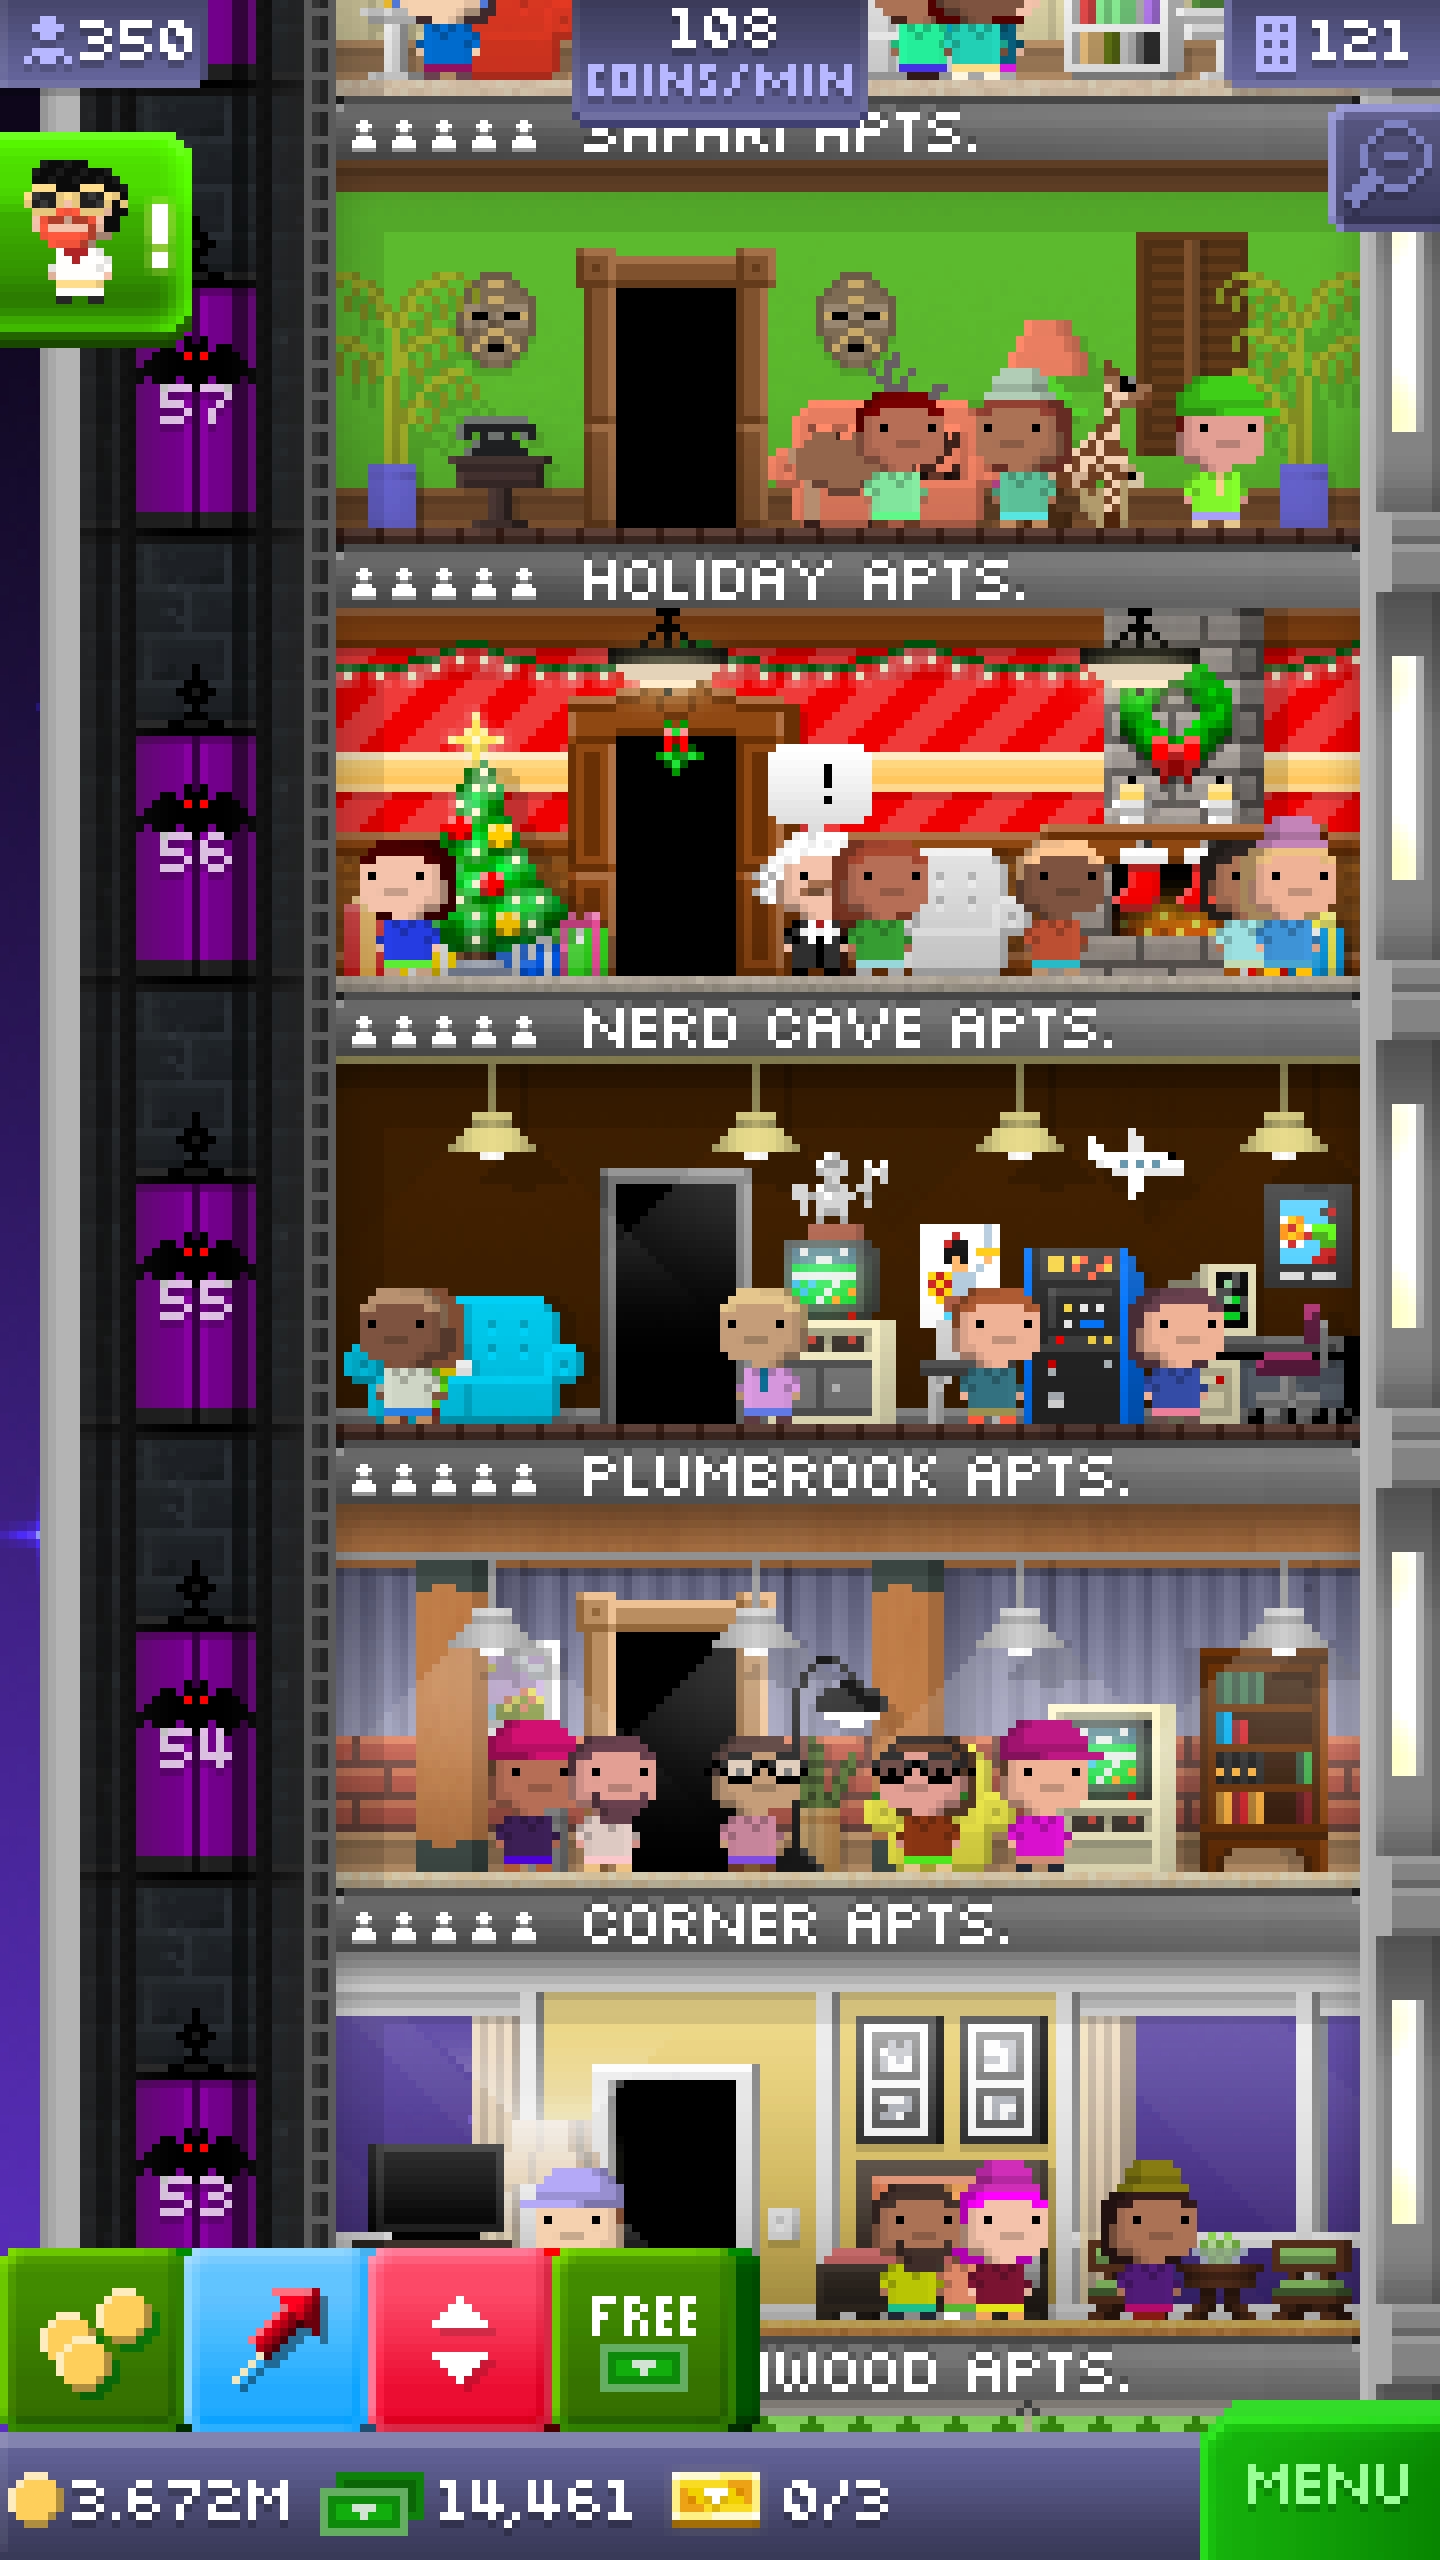 350
108
COINS/MIN
121
SAFARI APTS.
!
57
HOLIDAY APTS.
!
56
NERD CAVE APTS.
55
PLUMBROOK APTS.
54
CORNER APTS.
53
FREE
WOOD APTS.
3.672M
14,461
0/3
MENU